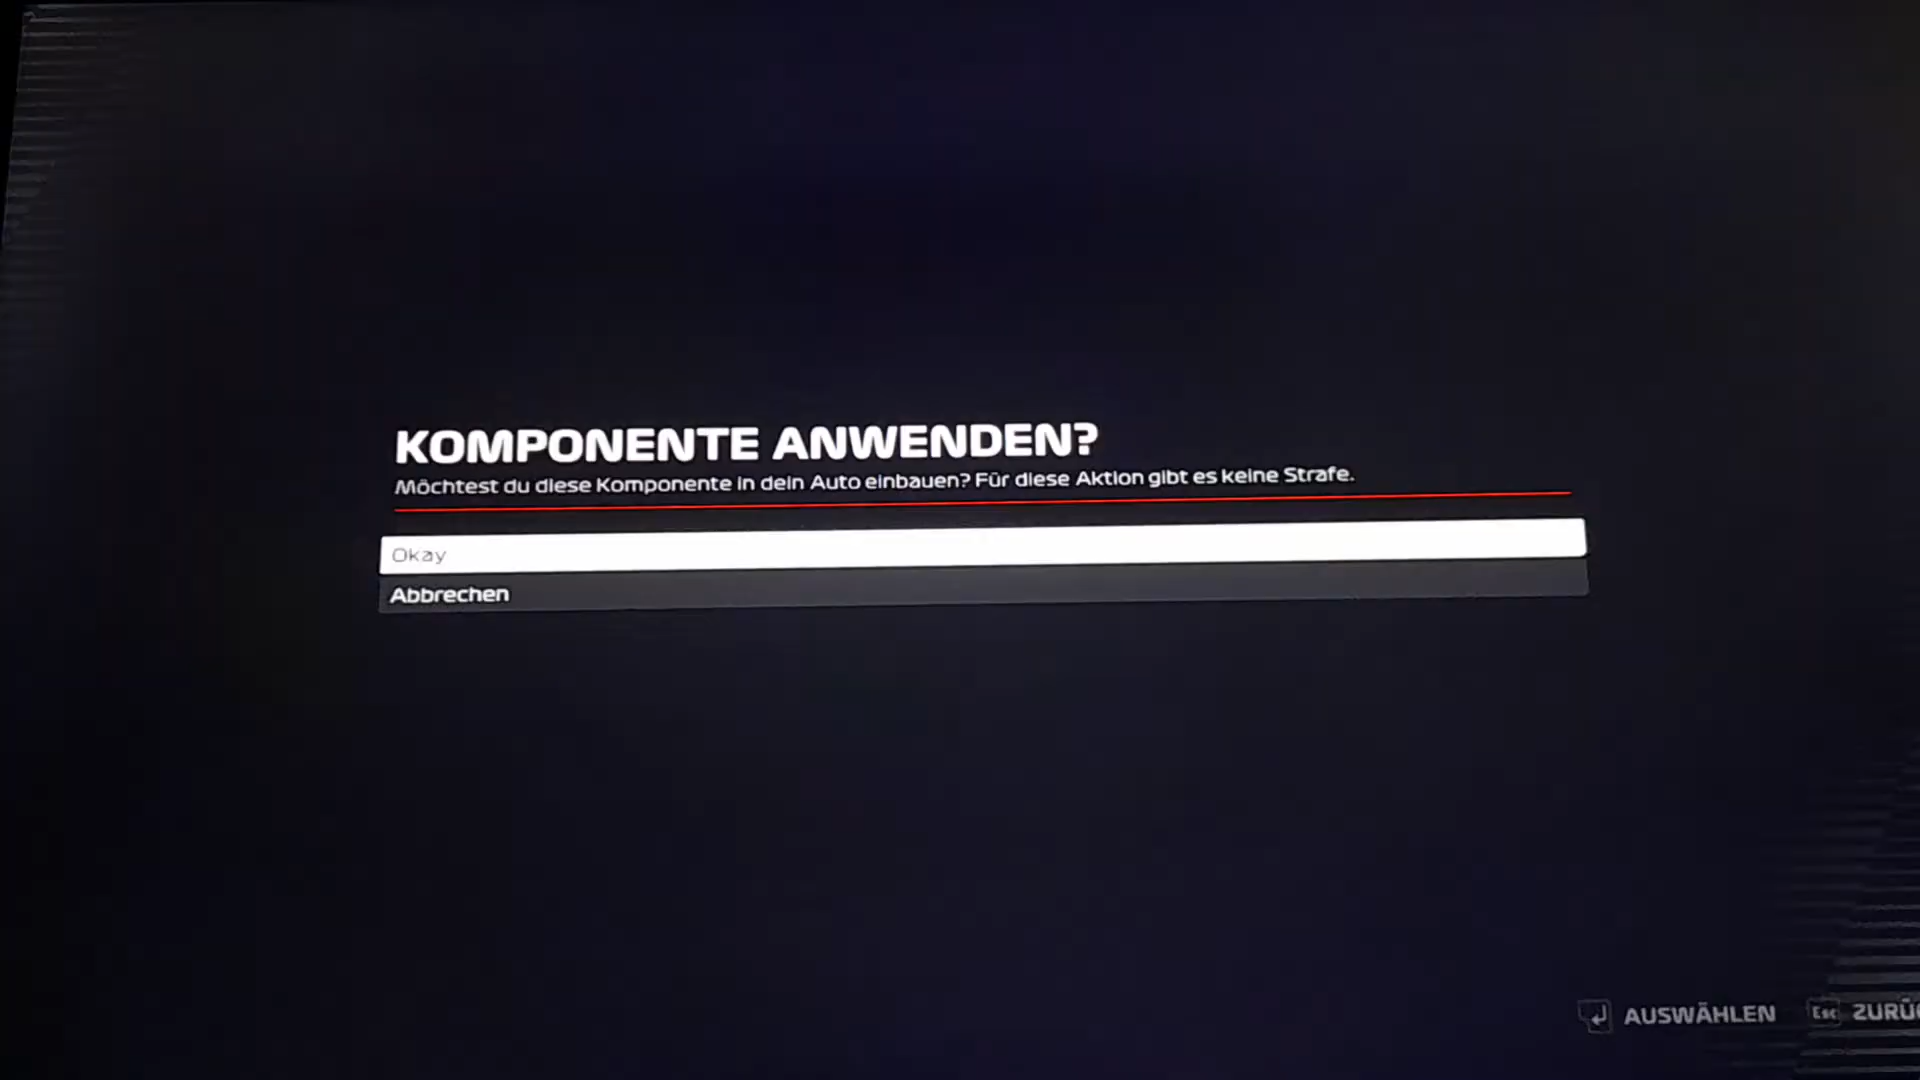 KOMPONENTE ANWENDEN?
Möchtest du diese Komponente in dein Auto einbauen? Für diese Aktion gibt es keine Strafe.
Okay
Abbrechen
AUSWÄHLEN Esc